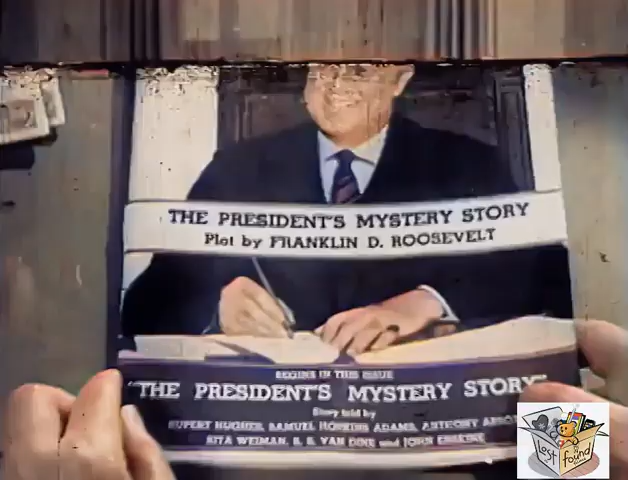 THE PRESIDENT'S MYSTERY STORY
Plot by FRANKLIN D. ROOSEVELT
BEGINS IN THIS ISSUE
"THE PRESIDENT'S MYSTERY STORY"
Story told by
RUPERT HUGHES, SAMUEL HOPKINS ADAMS, ANTHONY
RITA WEIMAN, S. S. VAN DINE and JOHN ERSKINE
Lost & found